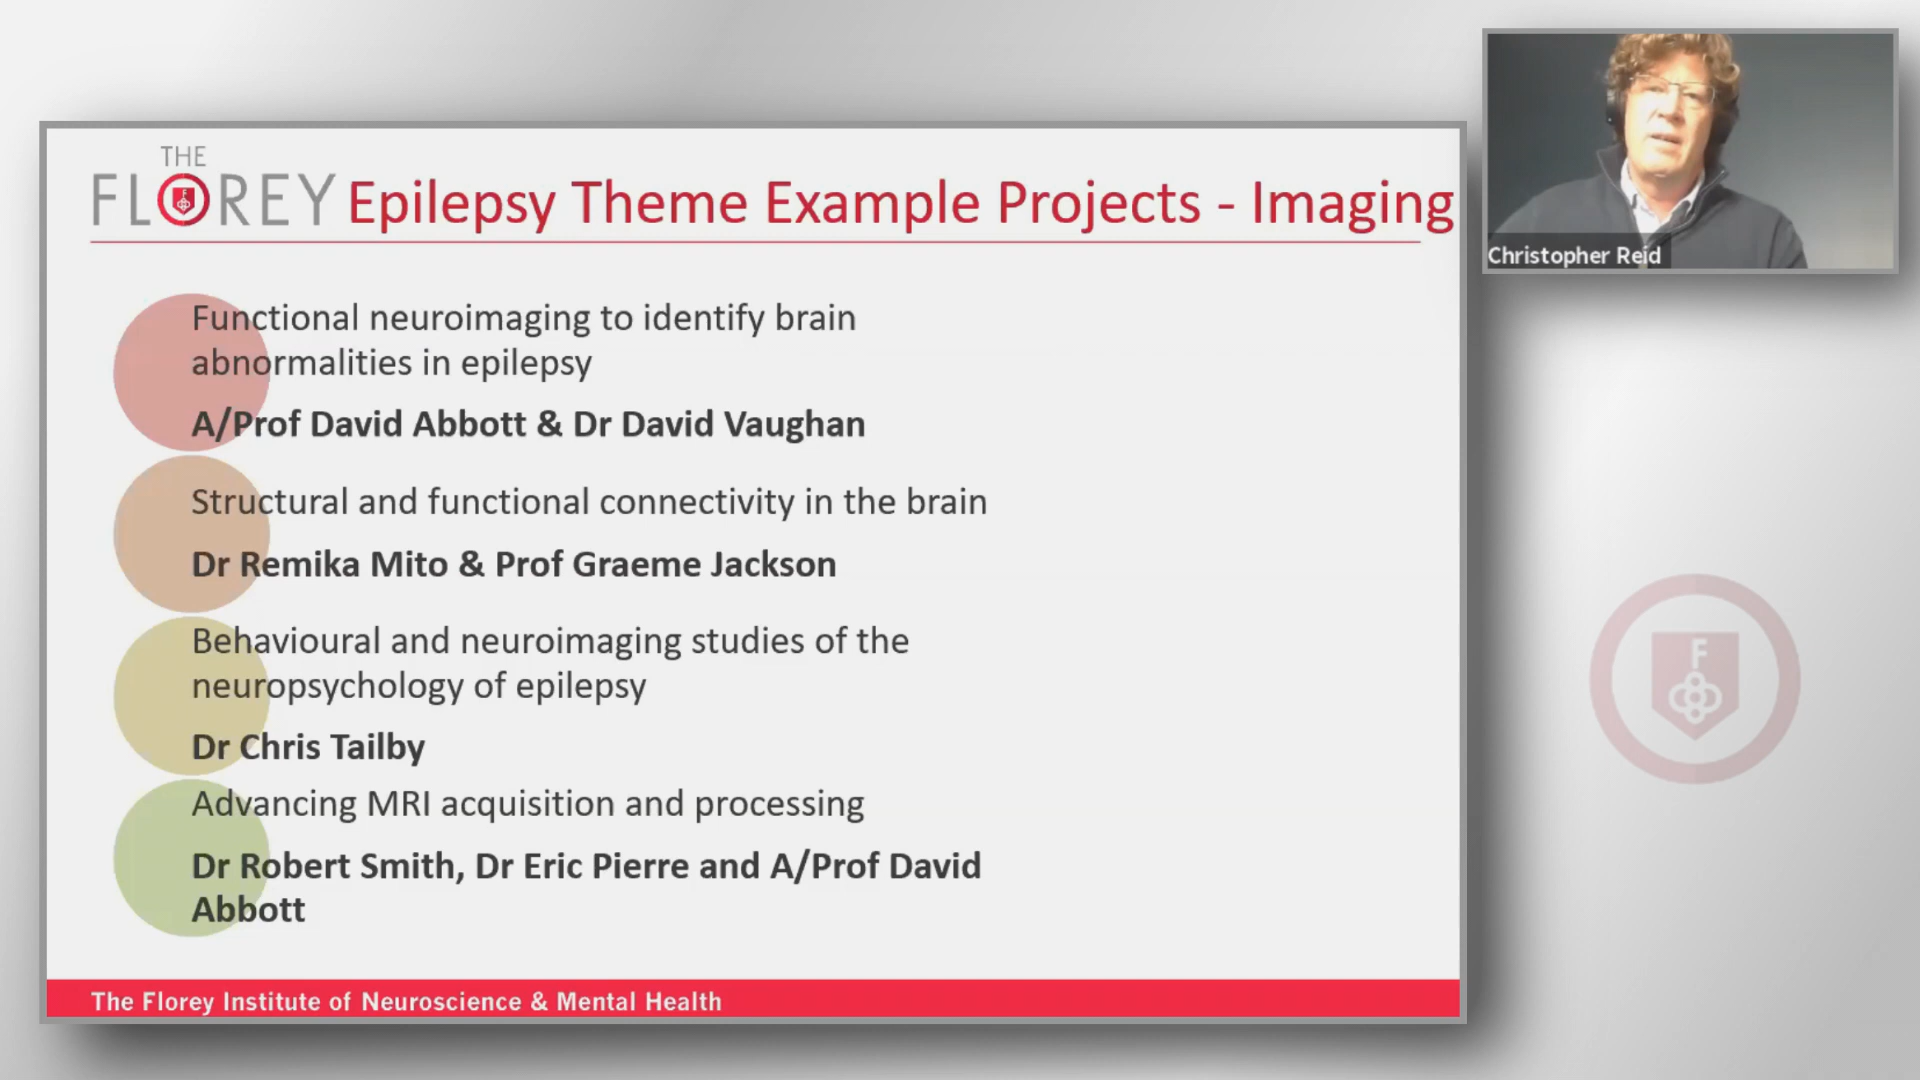 THE
FLOREY
Epilepsy Theme Example Projects - Imaging
Functional neuroimaging to identify brain
abnormalities in epilepsy
A/Prof David Abbott & Dr David Vaughan
Structural and functional connectivity in the brain
Dr Remika Mito & Prof Graeme Jackson
Behavioural and neuroimaging studies of the
neuropsychology of epilepsy
Dr Chris Tailby
Advancing MRI acquisition and processing
Dr Robert Smith, Dr Eric Pierre and A/Prof David
Abbott
The Florey Institute of Neuroscience & Mental Health
Christopher Reid
F